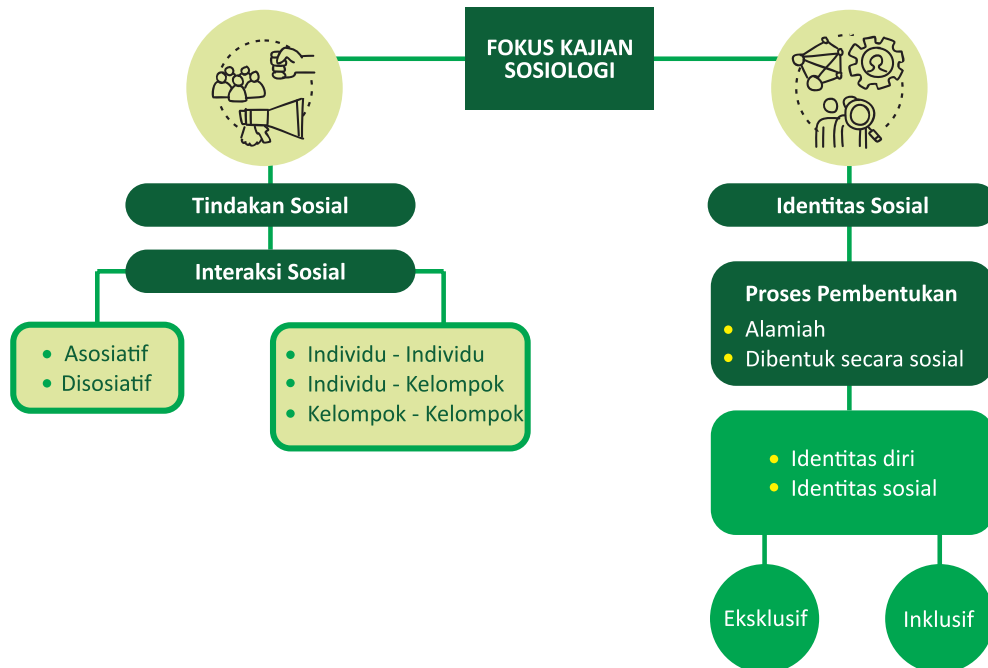 FOKUS KAJIAN
SOSIOLOGI
Tindakan Sosial
Interaksi Sosial
• Asosiatif
• Disosiatif
• Individu - Individu
• Individu - Kelompok
• Kelompok - Kelompok
Identitas Sosial
Proses Pembentukan
• Alamiah
• Dibentuk secara sosial
• Identitas diri
• Identitas sosial
Eksklusif
Inklusif